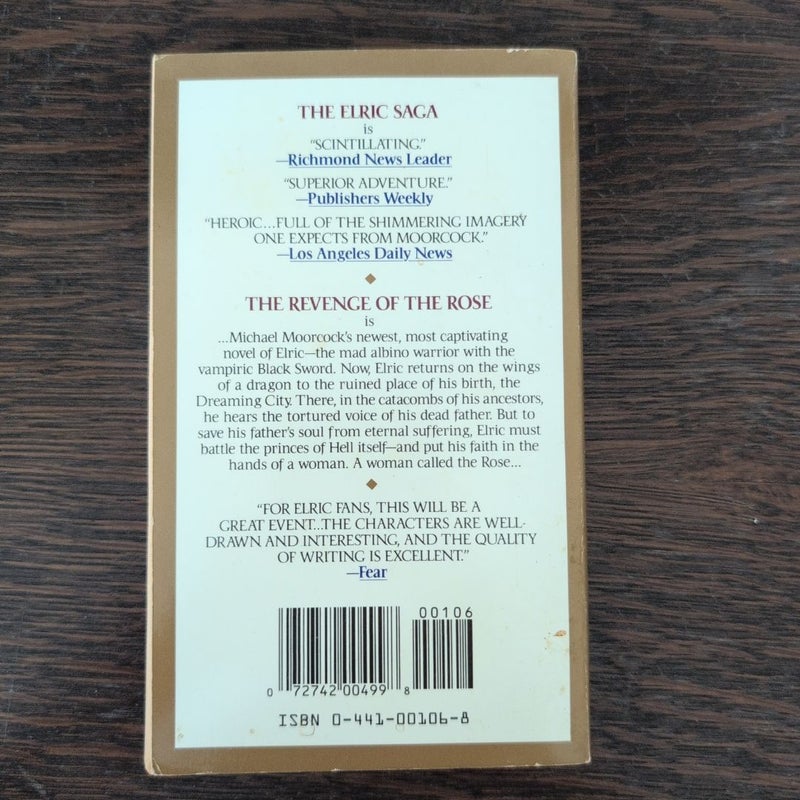 THE ELRIC SAGA
is
“SCINTILLATING.”
—Richmond News Leader
“SUPERIOR ADVENTURE.”
—Publishers Weekly
“HEROIC...FULL OF THE SHIMMERING IMAGERY
ONE EXPECTS FROM MOORCOCK.”
—Los Angeles Daily News
THE REVENGE OF THE ROSE
is
...Michael Moorcock's newest, most captivating
novel of Elric—the mad albino warrior with the
vampiric Black Sword. Now, Elric returns on the wings
of a dragon to the ruined place of his birth, the
Dreaming City. There, in the catacombs of his ancestors,
he hears the tortured voice of his dead father. But to
save his father's soul from eternal suffering, Elric must
battle the princes of Hell itself—and put his faith in the
hands of a woman. A woman called the Rose...
“FOR ELRIC FANS, THIS WILL BE A
GREAT EVENT...THE CHARACTERS ARE WELL-
DRAWN AND INTERESTING, AND THE QUALITY
OF WRITING IS EXCELLENT.”
—Fear
00106
0 72742 00499 8
ISBN 0-441-00106-8